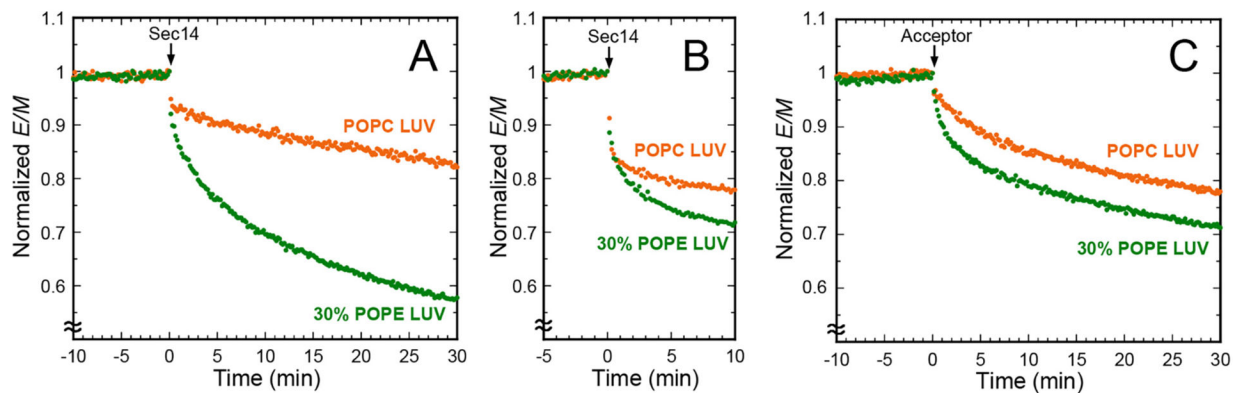 A
Sec14
POPC LUV
30% POPE LUV
Normalized E/M
1.1
1
0.9
0.8
0.7
0.6
-10 -5 0 5 10 15 20 25 30
Time (min)
B
Sec14
POPC LUV
30% POPE LUV
Normalized E/M
1.1
1
0.9
0.8
0.7
0.6
-5 0 5 10
Time (min)
C
Acceptor
POPC LUV
30% POPE LUV
Normalized E/M
1.1
1
0.9
0.8
0.7
0.6
-10 -5 0 5 10 15 20 25 30
Time (min)